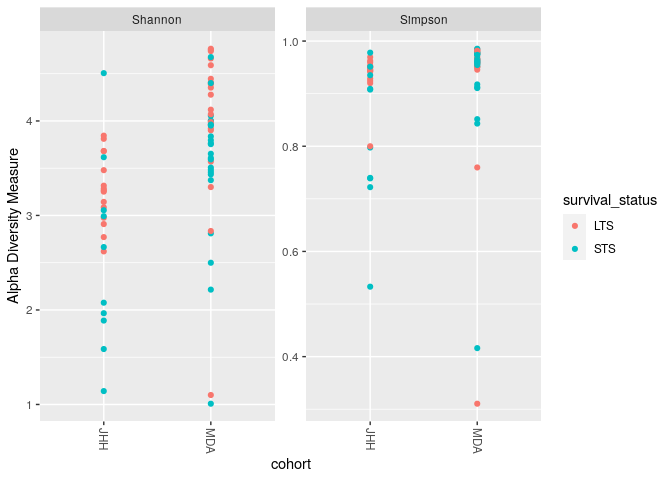 Shannon
Simpson
Alpha Diversity Measure
4
3
2
1
1.0
0.8
0.6
0.4
JHH
MDA
JHH
MDA
cohort
survival_status
LTS
STS